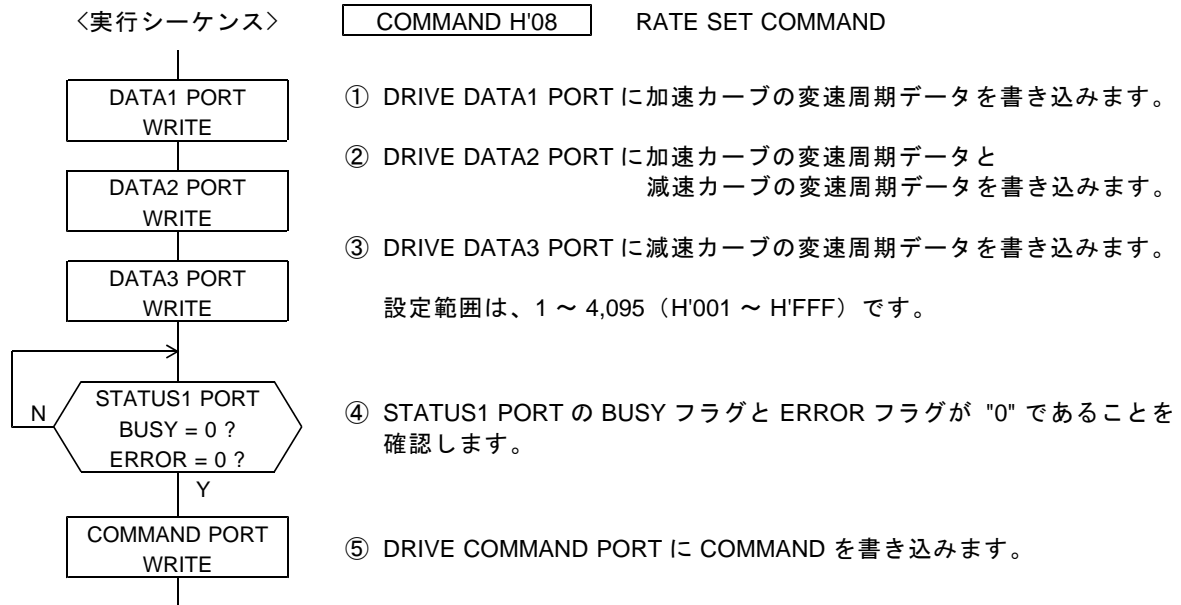 〈実行シーケンス〉 COMMAND H'08 RATE SET COMMAND
DATA1 PORT
WRITE
① DRIVE DATA1 PORT に加速カーブの変速周期データを書き込みます。
DATA2 PORT
WRITE
② DRIVE DATA2 PORT に加速カーブの変速周期データと
減速カーブの変速周期データを書き込みます。
DATA3 PORT
WRITE
③ DRIVE DATA3 PORT に減速カーブの変速周期データを書き込みます。
設定範囲は、1 ～ 4,095（H'001 ～ H'FFF）です。
N
STATUS1 PORT
BUSY = 0 ?
ERROR = 0 ?
Y
④ STATUS1 PORT の BUSY フラグと ERROR フラグが "0" であることを
確認します。
COMMAND PORT
WRITE
⑤ DRIVE COMMAND PORT に COMMAND を書き込みます。